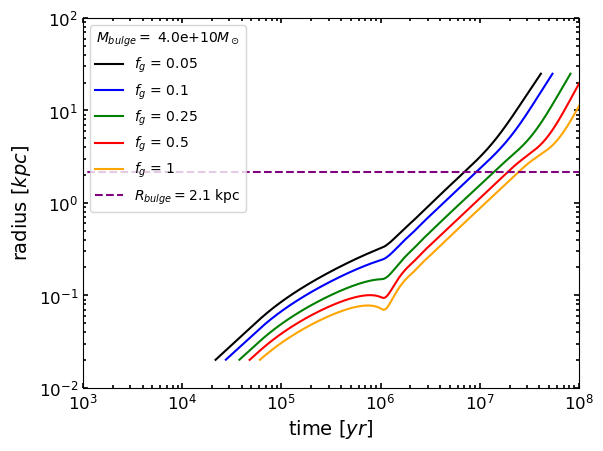 10²
10¹
10⁰
10⁻¹
10⁻²
radius [kpc]
M_bulge = 4.0e+10M_⊙
f_g = 0.05
f_g = 0.1
f_g = 0.25
f_g = 0.5
f_g = 1
R_bulge = 2.1 kpc
10³ 10⁴ 10⁵ 10⁶ 10⁷ 10⁸
time [yr]